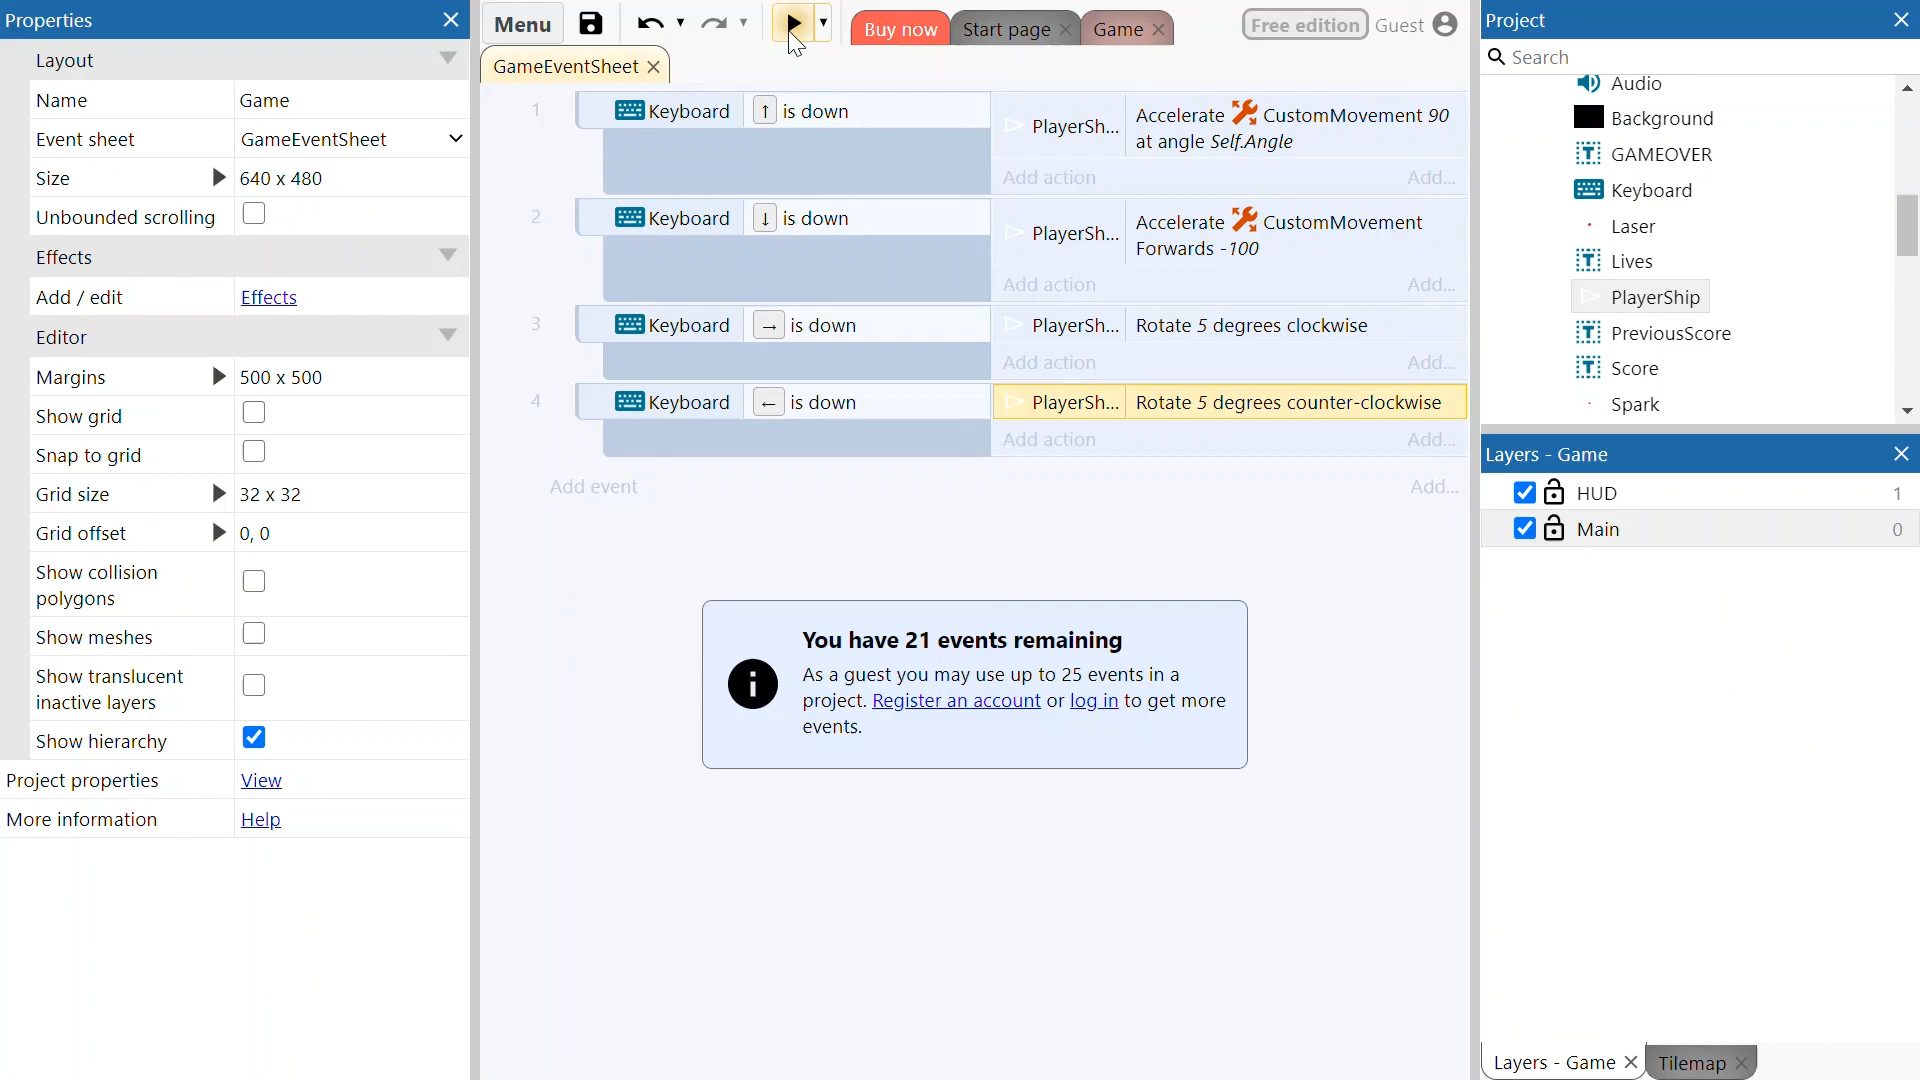 Properties
Layout
Name
Game
Event sheet
GameEventSheet
Size
640 x 480
Unbounded scrolling
Effects
Add / edit
Effects
Editor
Margins
500 x 500
Show grid
Snap to grid
Grid size
32 x 32
Grid offset
0, 0
Show collision
polygons
Show meshes
Show translucent
inactive layers
Show hierarchy
Project properties
View
More information
Help
Menu
Buy now
Start page
Game
Free edition
Guest
GameEventSheet
1
Keyboard
↑ is down
PlayerSh...
Accelerate CustomMovement 90
at angle Self.Angle
Add action
Add...
2
Keyboard
↓ is down
PlayerSh...
Accelerate CustomMovement
Forwards -100
Add action
Add...
3
Keyboard
→ is down
PlayerSh...
Rotate 5 degrees clockwise
Add action
Add...
4
Keyboard
← is down
PlayerSh...
Rotate 5 degrees counter-clockwise
Add action
Add...
Add event
Add...
You have 21 events remaining
As a guest you may use up to 25 events in a
project. Register an account or log in to get more
events.
Project
Search
Audio
Background
GAMEOVER
Keyboard
Laser
Lives
PlayerShip
PreviousScore
Score
Spark
Layers - Game
HUD
1
Main
0
Layers - Game
Tilemap